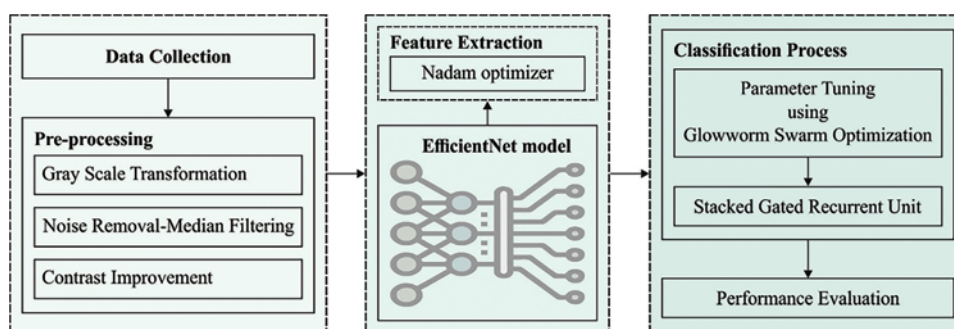 Data Collection
Pre-processing
Gray Scale Transformation
Noise Removal-Median Filtering
Contrast Improvement
Feature Extraction
Nadam optimizer
EfficientNet model
Classification Process
Parameter Tuning
using
Glowworm Swarm Optimization
Stacked Gated Recurrent Unit
Performance Evaluation